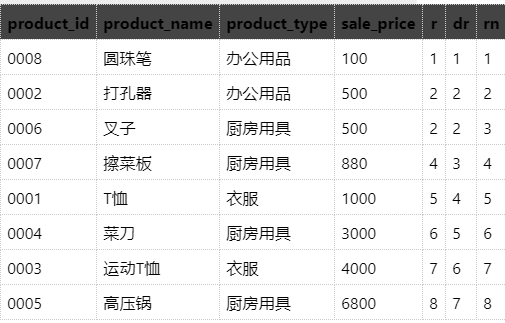 product_id product_name product_type sale_price r dr rn
0008 圆珠笔 办公用品 100 1 1 1
0002 打孔器 办公用品 500 2 2 2
0006 叉子 厨房用具 500 2 2 3
0007 擦菜板 厨房用具 880 4 3 4
0001 T恤 衣服 1000 5 4 5
0004 菜刀 厨房用具 3000 6 5 6
0003 运动T恤 衣服 4000 7 6 7
0005 高压锅 厨房用具 6800 8 7 8